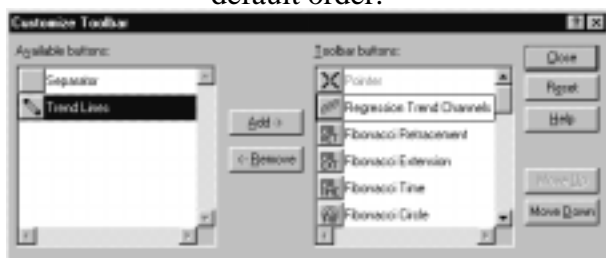 default order.
Customize Toolbar
Available buttons:
Separator
Trend Lines
Add ->
<- Remove
Toolbar buttons:
Pointer
Regression Trend Channels
Fibonacci Retracement
Fibonacci Extension
Fibonacci Time
Fibonacci Circle
Close
Reset
Help
Move Up
Move Down